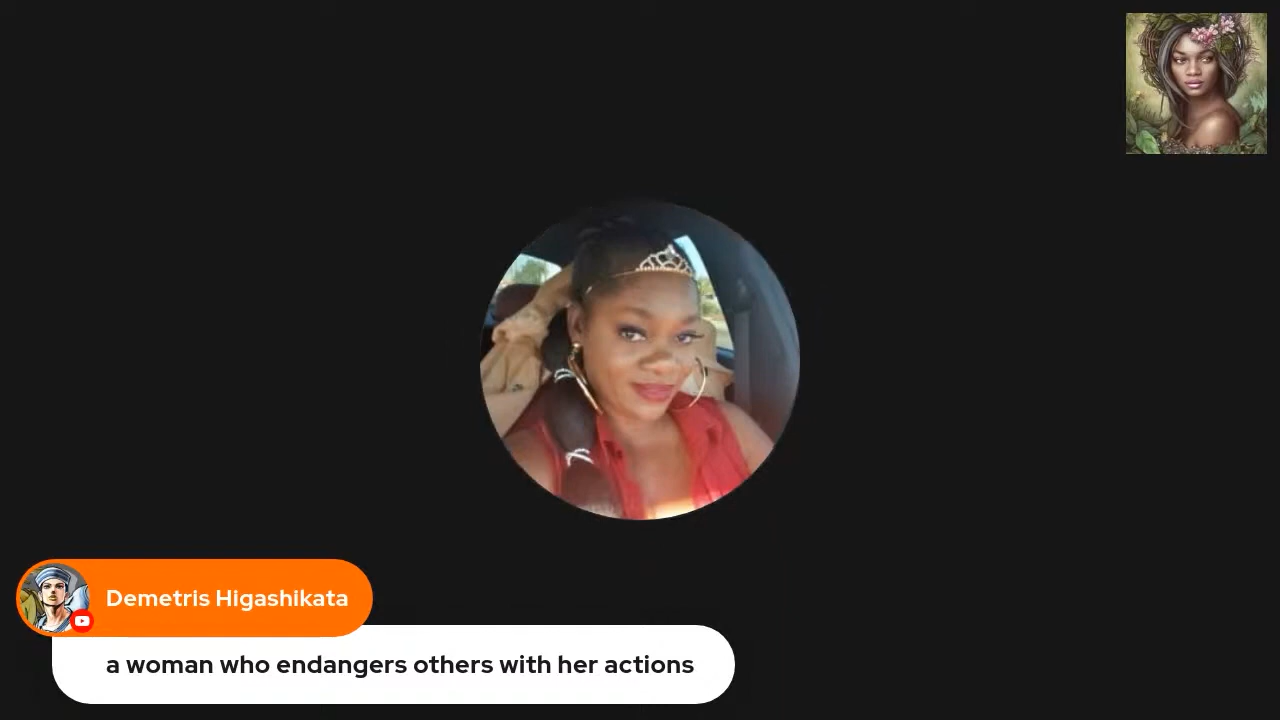 Demetris Higashikata
a woman who endangers others with her actions